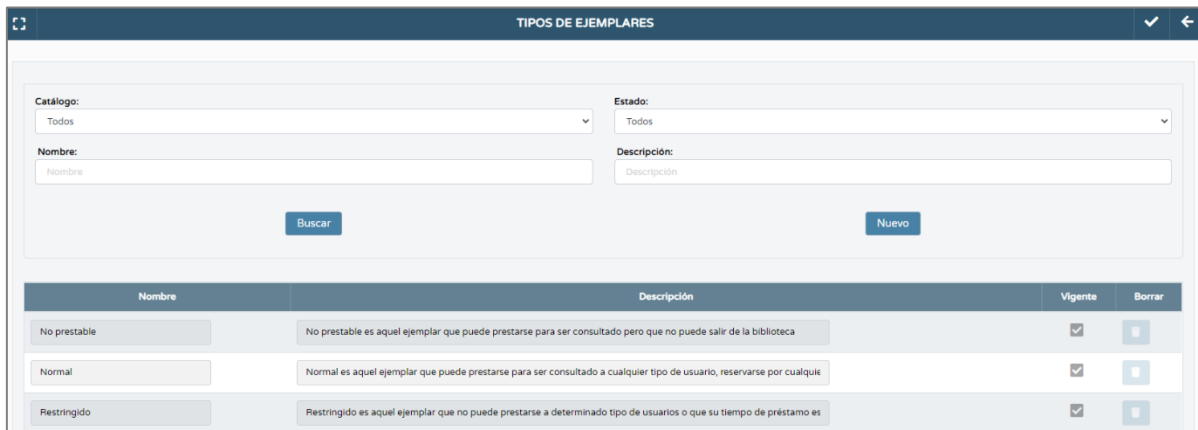 TIPOS DE EJEMPLARES
Catálogo: Estado:
Todos Todos
Nombre: Descripción:
Nombre Descripción
Buscar Nuevo
Nombre Descripción Vigente Borrar
No prestable No prestable es aquel ejemplar que puede prestarse para ser consultado pero que no puede salir de la biblioteca
Normal Normal es aquel ejemplar que puede prestarse para ser consultado a cualquier tipo de usuario, reservarse por cualquie
Restringido Restringido es aquel ejemplar que no puede prestarse a determinado tipo de usuarios o que su tiempo de préstamo es